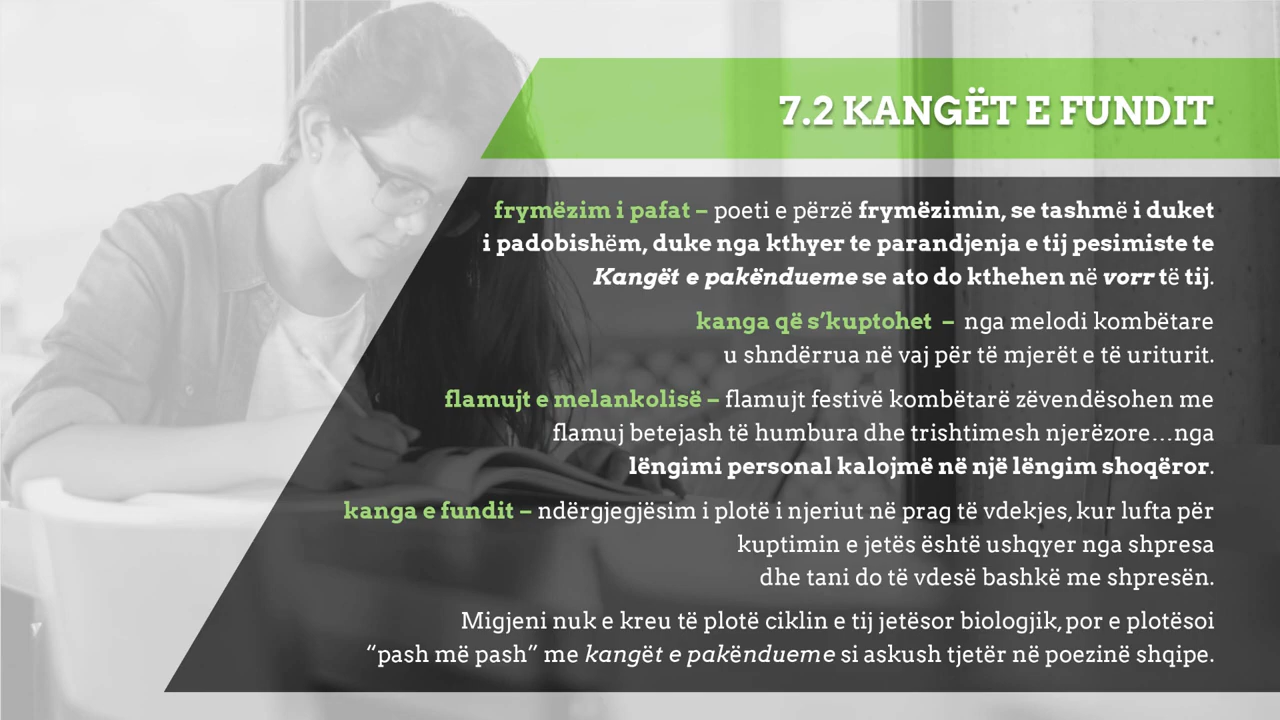 7.2 KANGËT E FUNDIT
frymëzim i pafat – poeti e përzë frymëzimin, se tashmë i duket
i padobishëm, duke nga kthyer te parandjenja e tij pesimiste te
Kangët e pakëndueme se ato do kthehen në vorr të tij.
kanga që s’kuptohet – nga melodi kombëtare
u shndërrua në vaj për të mjerët e të uriturit.
flamujt e melankolisë – flamujt festivë kombëtarë zëvendësohen me
flamuj betejash të humbura dhe trishtimesh njerëzore…nga
lëngimi personal kalojmë në një lëngim shoqëror.
kanga e fundit – ndërgjegjësim i plotë i njeriut në prag të vdekjes, kur lufta për
kuptimin e jetës është ushqyer nga shpresa
dhe tani do të vdesë bashkë me shpresën.
Migjeni nuk e kreu të plotë ciklin e tij jetësor biologjik, por e plotësoi
“pash më pash” me kangët e pakëndueme si askush tjetër në poezinë shqipe.